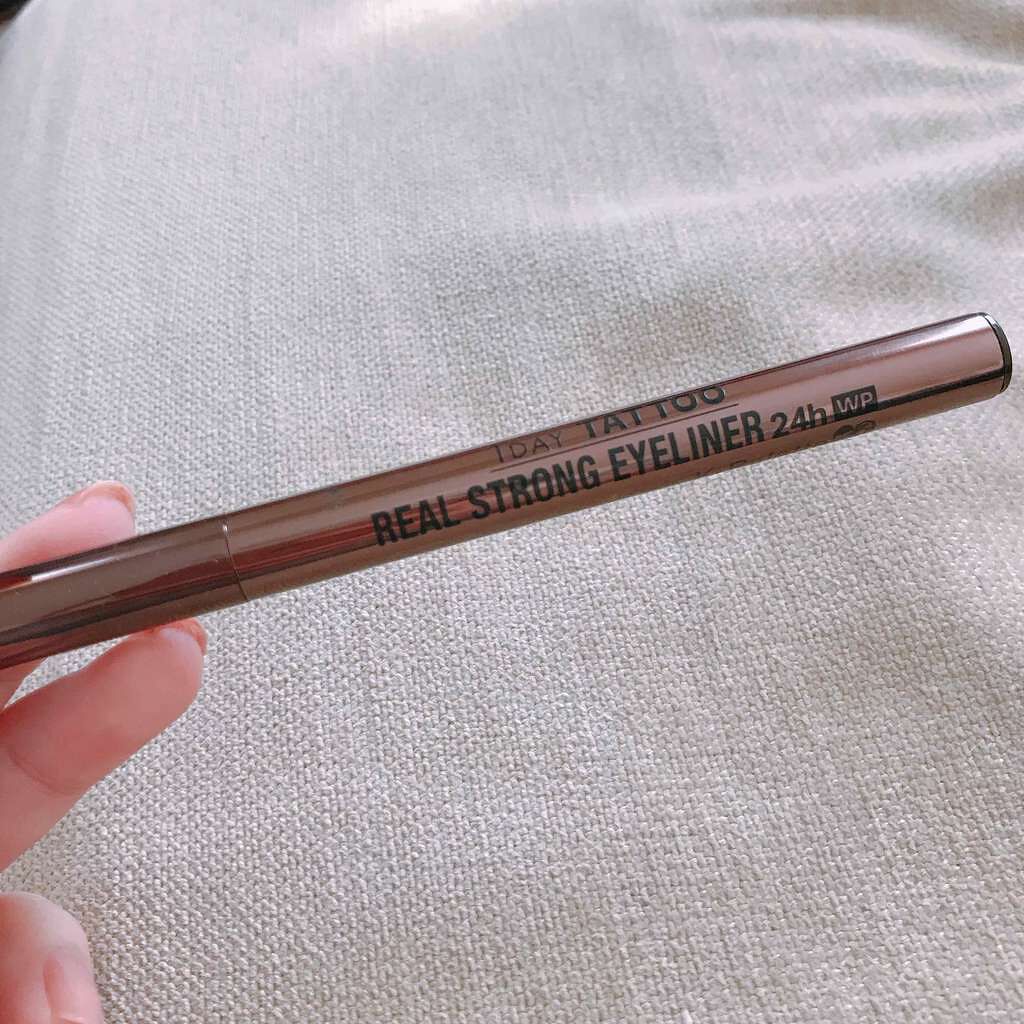 1DAY TATTOO
REAL STRONG EYELINER 24h WP